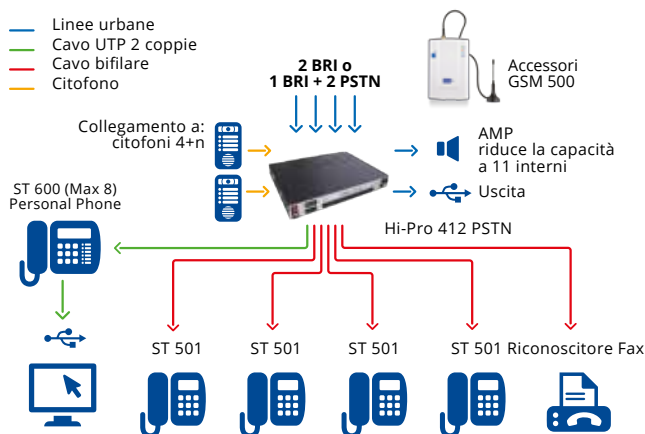 Linee urbane
Cavo UTP 2 coppie
Cavo bifilare
Citofono
2 BRI o
1 BRI + 2 PSTN
Accessori
GSM 500
Collegamento a:
citofoni 4+n
AMP
riduce la capacità
a 11 interni
Uscita
ST 600 (Max 8)
Personal Phone
Hi-Pro 412 PSTN
ST 501
ST 501
ST 501
ST 501
Riconoscitore Fax